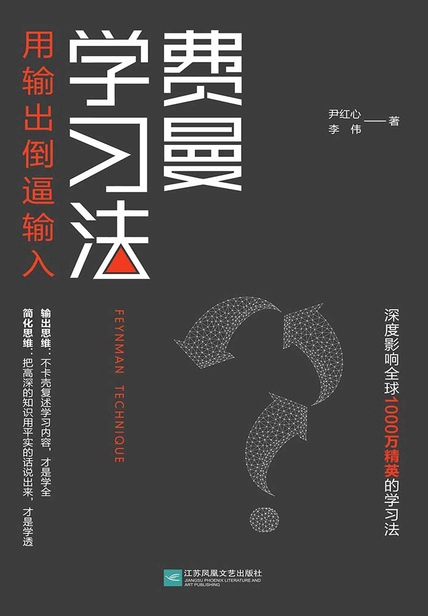 费曼
学习法
用输出倒逼输入
尹红心
李 伟
——著
FEYNMAN TECHNIQUE
输出思维：不卡壳复述学习内容，才是学全
简化思维：把高深的知识用平实的话说出来，才是学透
深度影响全球1000万精英的学习法
江苏凤凰文艺出版社
JIANGSU PHOENIX LITERATURE AND
ART PUBLISHING